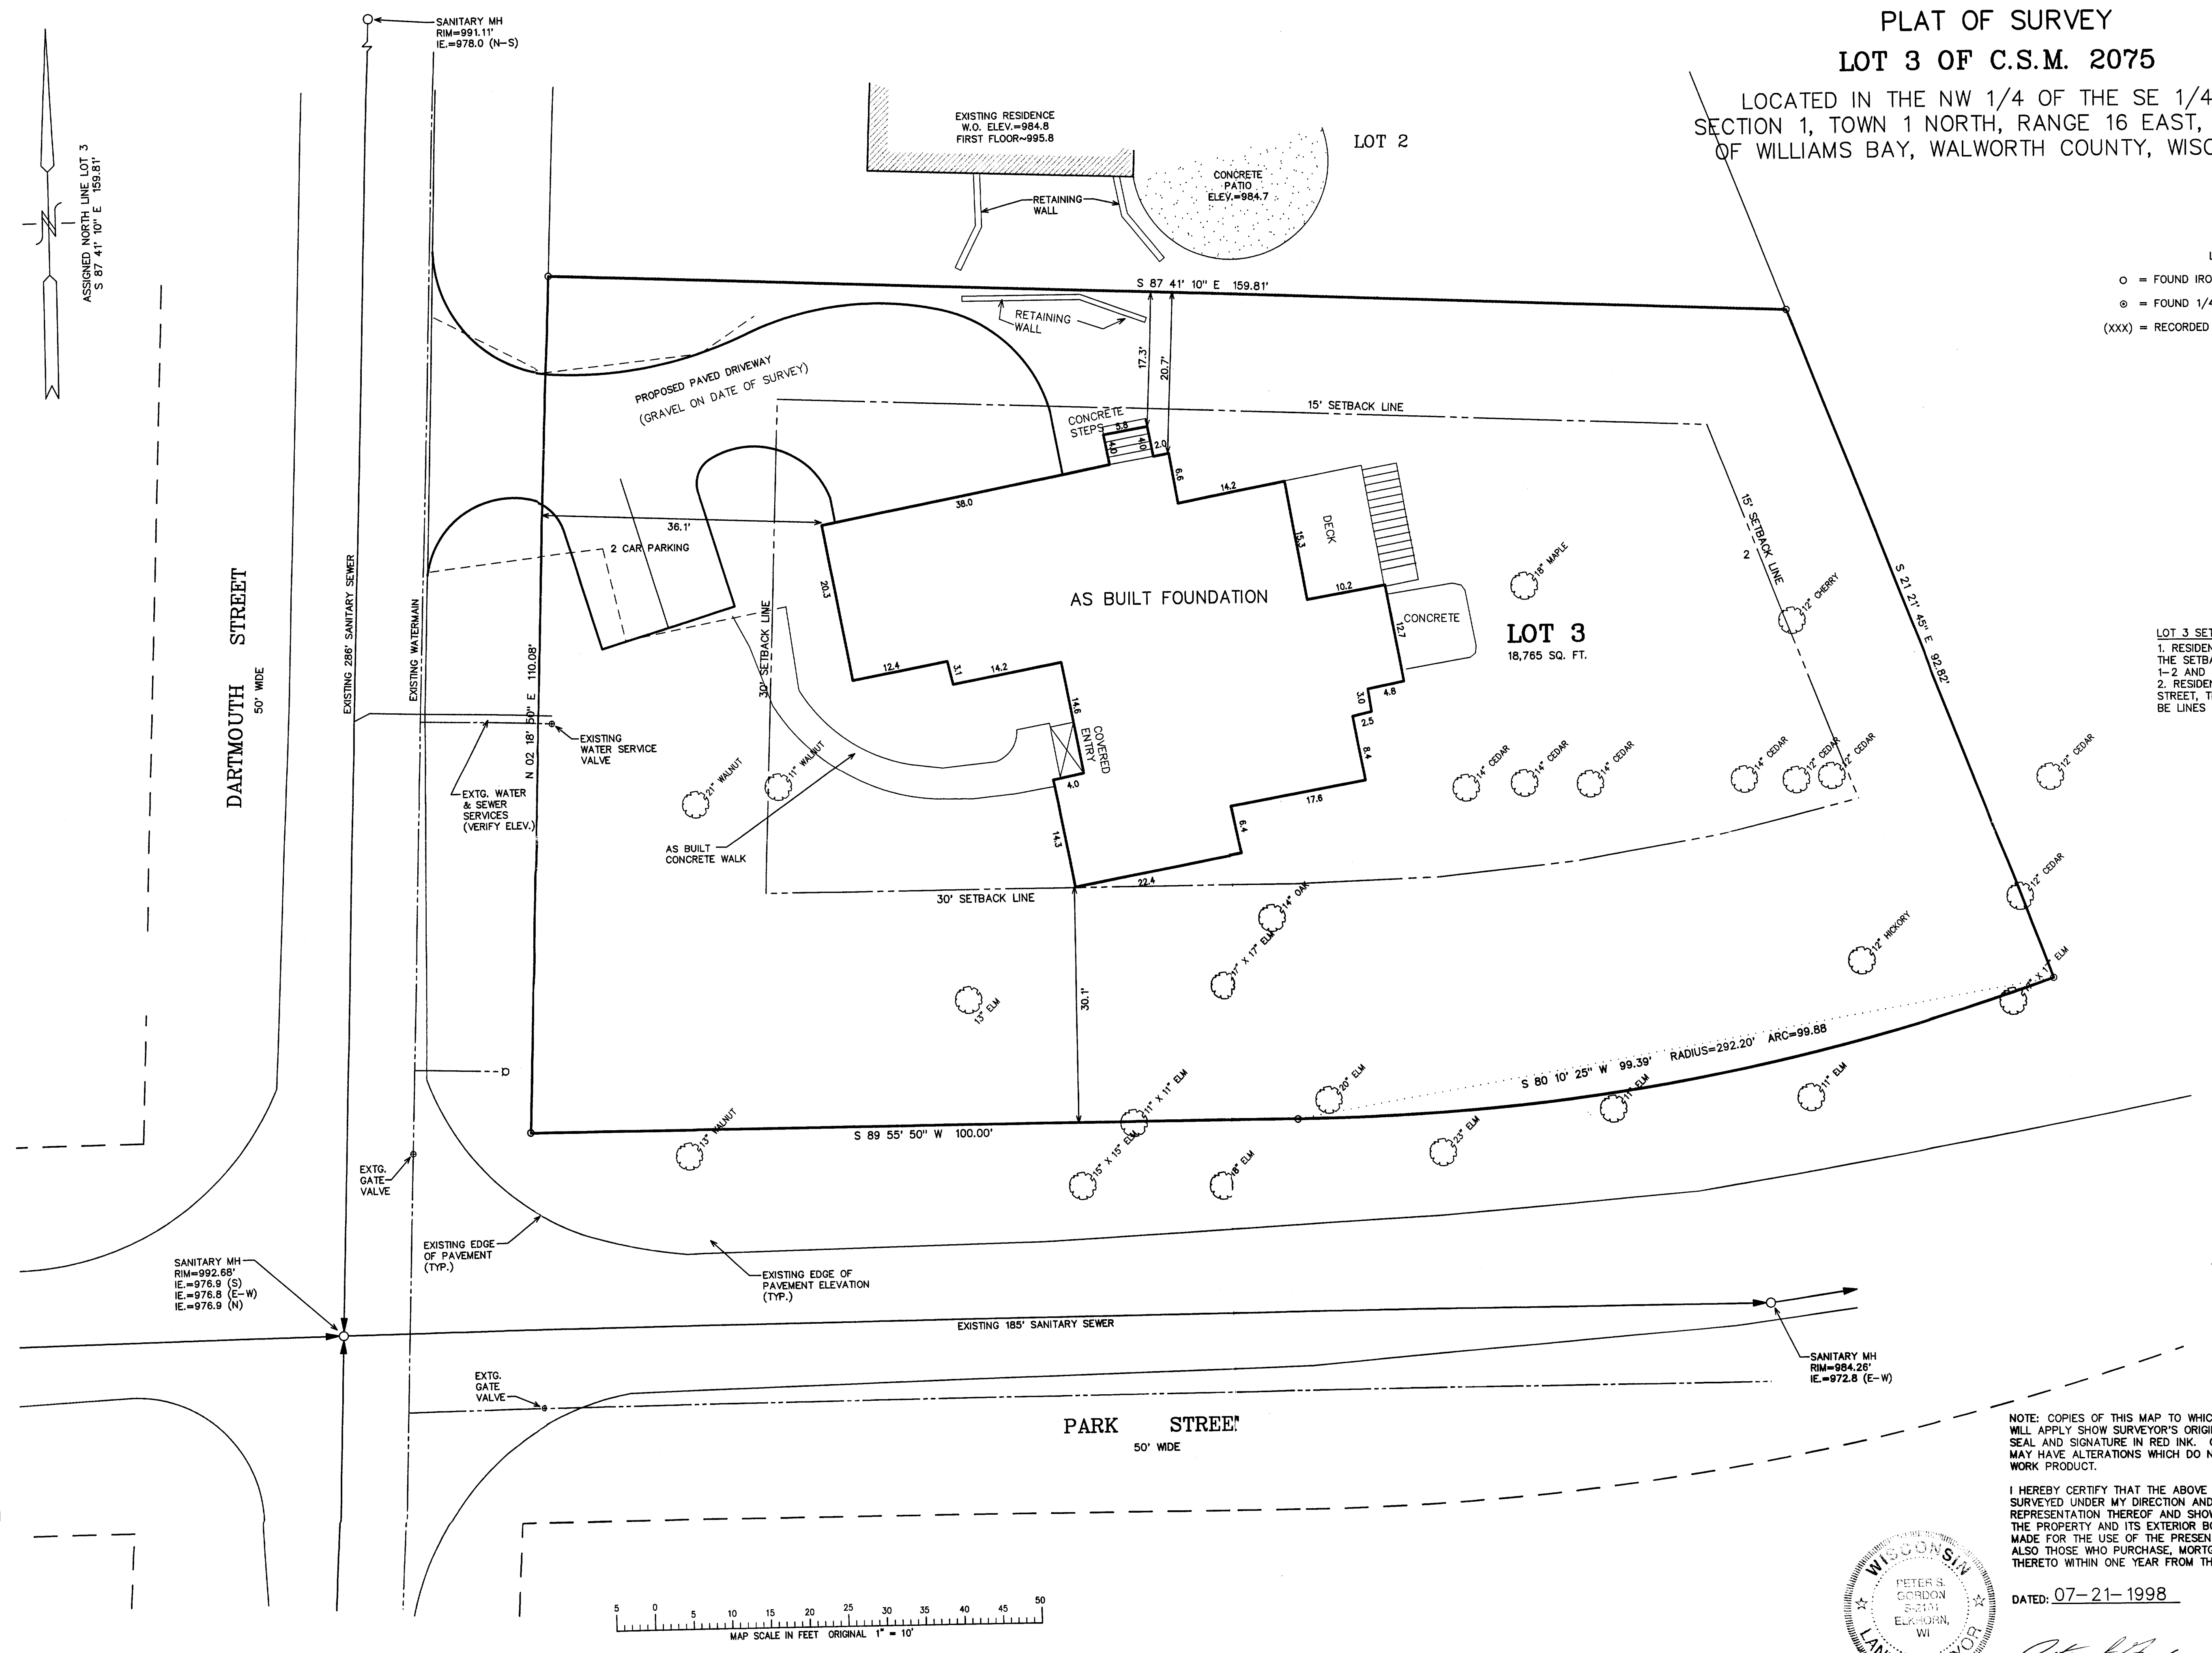 PLAT OF SURVEY
LOT 3 OF C.S.M. 2075
LOCATED IN THE NW 1/4 OF THE SE 1/4
SECTION 1, TOWN 1 NORTH, RANGE 16 EAST,
OF WILLIAMS BAY, WALWORTH COUNTY,
SANITARY MH
RIM=991.11'
IE.=978.0 (N-S)
ASSIGNED NORTH LINE LOT 3
S 87 41' 10" E 159.81'
N
EXISTING RESIDENCE
W.O. ELEV.=984.8
FIRST FLOOR~995.8
LOT 2
CONCRETE
PATIO
ELEV.=984.7
RETAINING
WALL
S 87 41' 10" E 159.81'
RETAINING
WALL
O = FOUND
= FOUND
(XXX) = RECORDED
17.3'
20.7'
PROPOSED PAVED DRIVEWAY
(GRAVEL ON DATE OF SURVEY)
15' SETBACK LINE
CONCRETE
STEPS
5.8
4.0
4.0
2.0
6.6
14.2
38.0
36.1'
2 CAR PARKING
DECK
15.3
10.2
20.3
AS BUILT FOUNDATION
18" MAPLE
15' SETBACK LINE
2
12" CHERRY
S 21 21' 45" E 92.82'
CONCRETE
12.7
LOT 3
18,765 SQ. FT.
LOT 3
1.
THE
1-2 AND
2.
STREET,
BE LINES
DARTMOUTH STREET
50' WIDE
EXISTING 286' SANITARY SEWER
EXISTING WATERMAIN
N 02 18' 50" E 110.08'
30' SETBACK LINE
12.4
3.1
14.2
14.6
COVERED
ENTRY
4.8
3.0
2.5
8.4
17.6
6.4
4.0
14.3
22.4
EXISTING
WATER SERVICE
VALVE
EXTG. WATER
& SEWER
SERVICES
(VERIFY ELEV.)
21" WALNUT
11" WALNUT
AS BUILT
CONCRETE WALK
14" CEDAR
14" CEDAR
14" CEDAR
14" CEDAR
12" CEDAR
12" CEDAR
12" CEDAR
12" CEDAR
30' SETBACK LINE
14" OAK
17" X 17" ELM
12" HICKORY
13" ELM
30.1'
S 80 10' 25" W 99.39' RADIUS=292.20' ARC=99.88
20" ELM
11" X 11" ELM
11" ELM
11" ELM
S 89 55' 50" W 100.00'
13" WALNUT
15" X 15" ELM
18" ELM
23" ELM
EXTG.
GATE
VALVE
EXISTING EDGE
OF PAVEMENT
(TYP.)
EXISTING EDGE OF
PAVEMENT ELEVATION
(TYP.)
SANITARY MH
RIM=992.68'
IE.=976.9 (S)
IE.=976.8 (E-W)
IE.=976.9 (N)
EXISTING 185' SANITARY SEWER
SANITARY MH
RIM=984.26'
IE.=972.8 (E-W)
EXTG.
GATE
VALVE
PARK STREET
50' WIDE
NOTE: COPIES OF THIS MAP TO
WILL APPLY SHOW SURVEYOR'S
SEAL AND SIGNATURE IN RED INK.
MAY HAVE ALTERATIONS WHICH DO
WORK PRODUCT.
I HEREBY CERTIFY THAT THE ABOVE
SURVEYED UNDER MY DIRECTION AND
REPRESENTATION THEREOF AND
THE PROPERTY AND ITS EXTERIOR
MADE FOR THE USE OF THE
ALSO THOSE WHO PURCHASE,
THERETO WITHIN ONE YEAR FROM
DATED: 07-21-1998
WISCONSIN
PETER S.
GORDON
ELKHORN,
WI
5 0 5 10 15 20 25 30 35 40 45 50
MAP SCALE IN FEET ORIGINAL 1" = 10'